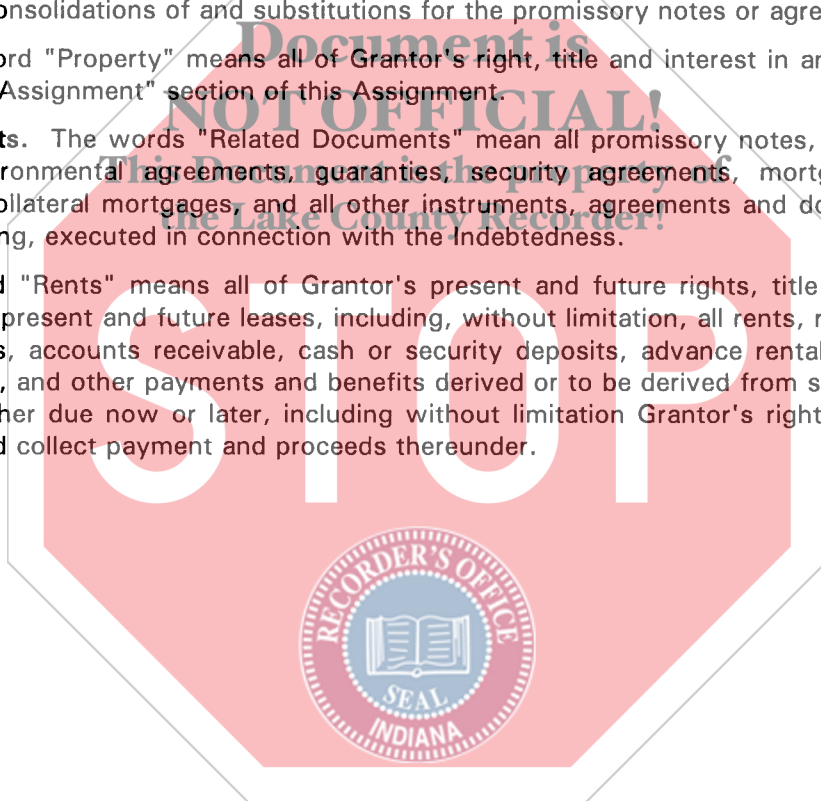 onsolidations of and substitutions for the promissory notes or agre
Document is
ord "Property" means all of Grantor's right, title and interest in an
Assignment" section of this Assignment.
NOT OFFICIAL!
ts. The words "Related Documents" mean all promissory notes,
This Document is the property of
ronmental agreements, guaranties, security agreements, mortg
ollateral mortgages, and all other instruments, agreements and do
the Lake County Recorder!
ng, executed in connection with the Indebtedness.
d "Rents" means all of Grantor's present and future rights, title
present and future leases, including, without limitation, all rents, r
s, accounts receivable, cash or security deposits, advance rental
, and other payments and benefits derived or to be derived from s
her due now or later, including without limitation Grantor's right
d collect payment and proceeds thereunder.
STOP
RECORDER'S OFFICE
SEAL
INDIANA